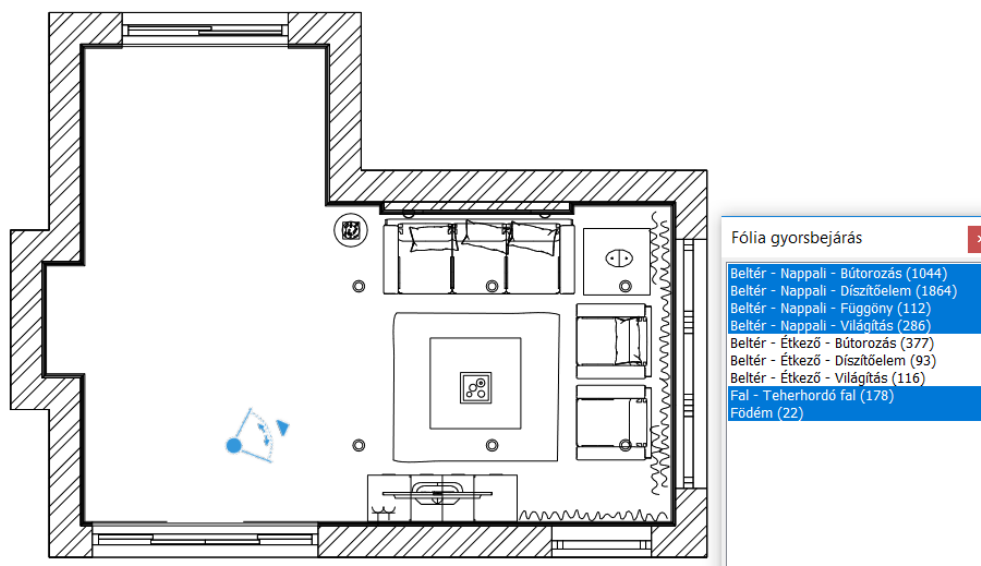 Fólia gyorsbejárás
Beltér - Nappali - Bútorozás (1044)
Beltér - Nappali - Díszítőelem (1864)
Beltér - Nappali - Függöny (112)
Beltér - Nappali - Világítás (286)
Beltér - Étkező - Bútorozás (377)
Beltér - Étkező - Díszítőelem (93)
Beltér - Étkező - Világítás (116)
Fal - Teherhordó fal (178)
Födém (22)